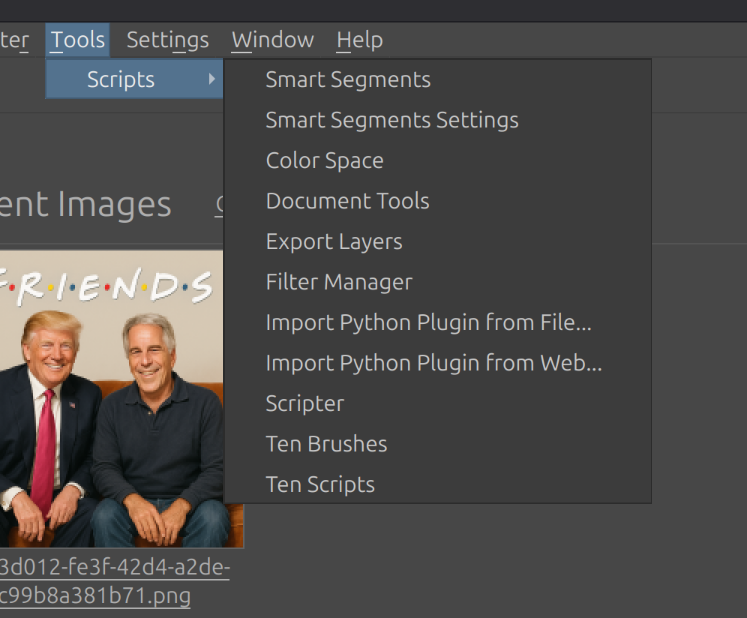 ter Tools Settings Window Help
Scripts
Smart Segments
Smart Segments Settings
Color Space
Document Tools
ent Images
Export Layers
Filter Manager
Import Python Plugin from File...
Import Python Plugin from Web...
Scripter
Ten Brushes
Ten Scripts
F·R·I·E·N·D·S
3d012-fe3f-42d4-a2de-
c99b8a381b71.png